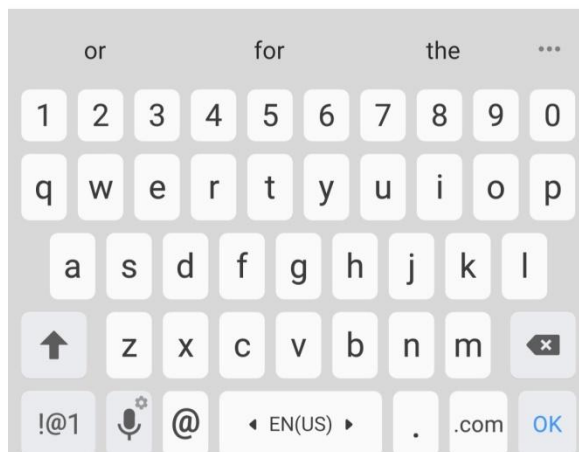 or for the •••
1 2 3 4 5 6 7 8 9 0
q w e r t y u i o p
a s d f g h j k l
z x c v b n m
!@1 @ ◂ EN(US) ▸ . .com OK